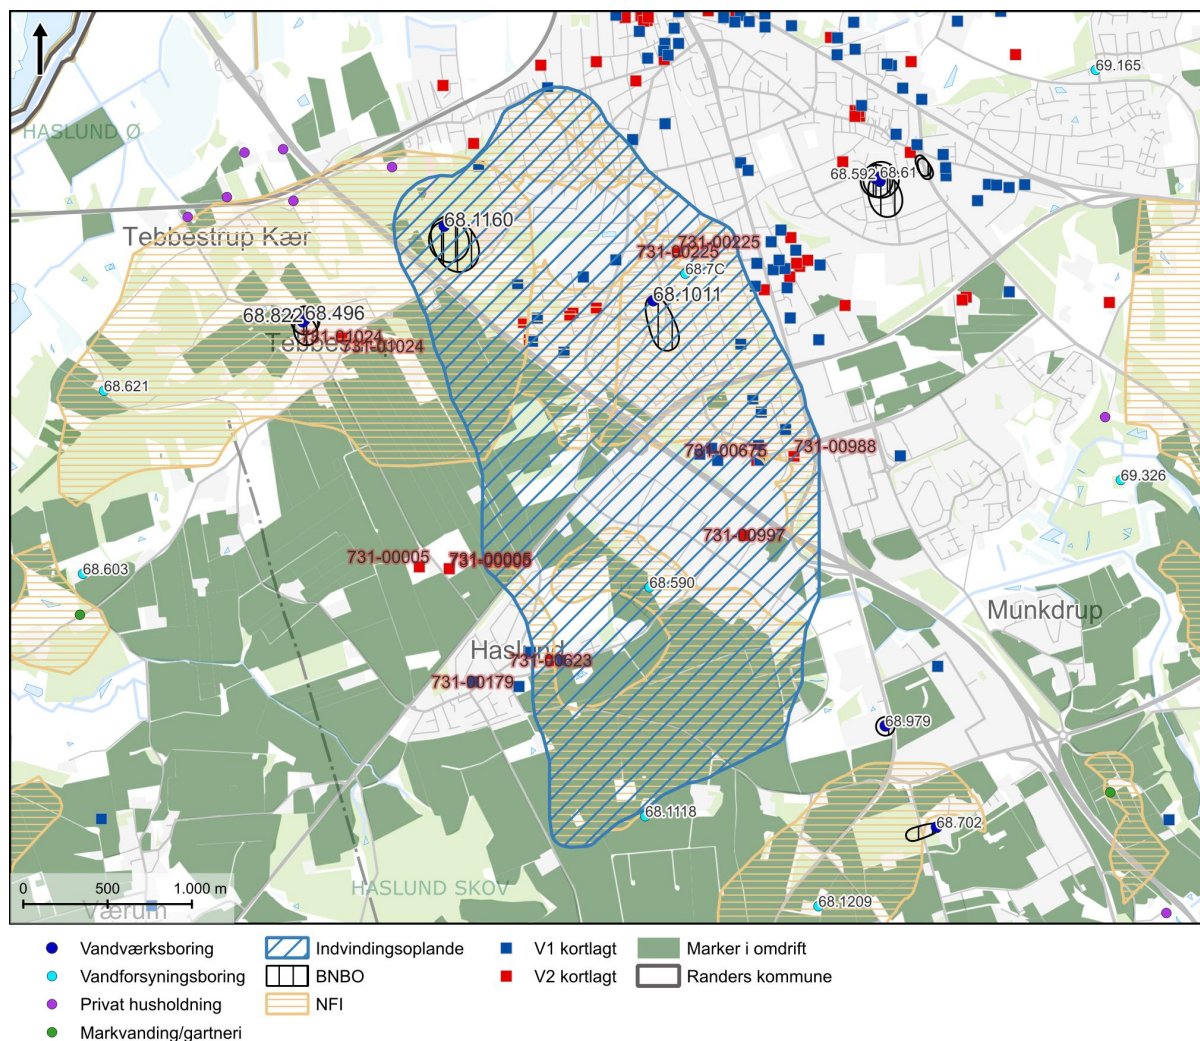 69.165
HASLUND Ø
68.592
68.61
68.1160
Tebbestrup Kær
731-00225
731-00225
68.7C
68.1011
68.822
68.496
731-01024
731-01024
68.621
731-00675
731-00988
69.326
731-00997
731-00005
731-00005
68.603
68.590
Munkdrup
Haslund
731-00623
731-00179
68.979
68.1118
68.702
HASLUND SKOV
68.1209
0 500 1.000 m
Værum
Vandværksboring
Vandforsyningsboring
Privat husholdning
Markvanding/gartneri
Indvindingsoplande
BNBO
NFI
V1 kortlagt
V2 kortlagt
Marker i omdrift
Randers kommune